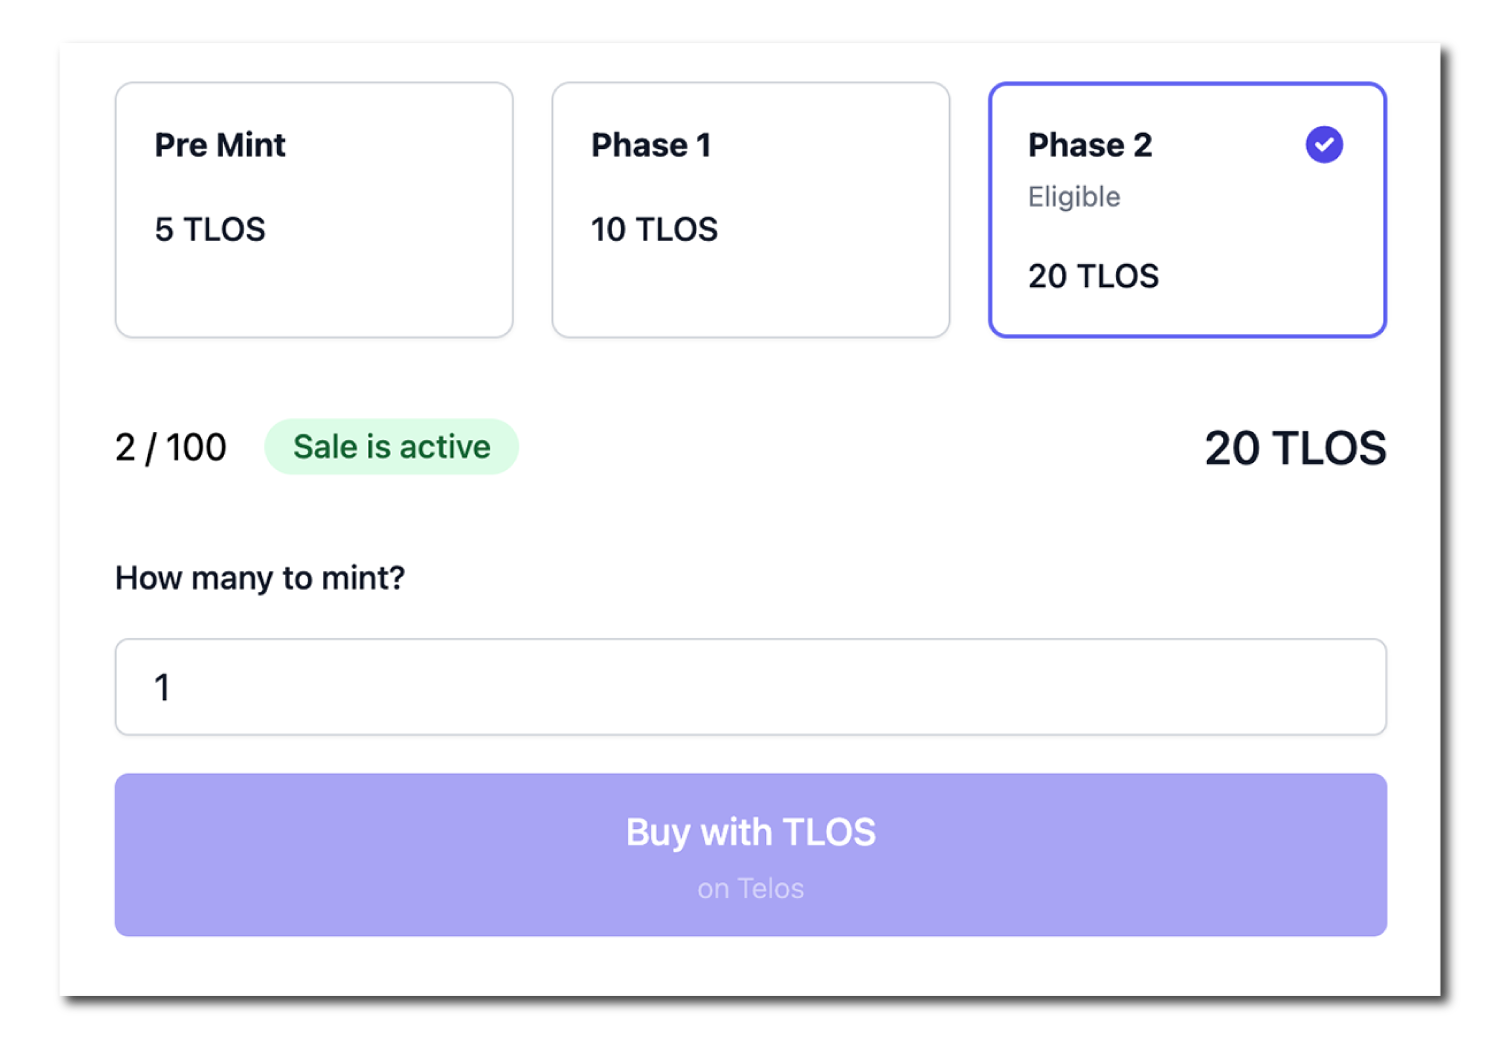 Pre Mint
5 TLOS
Phase 1
10 TLOS
Phase 2
Eligible
20 TLOS
2 / 100
Sale is active
20 TLOS
How many to mint?
1
Buy with TLOS
on Telos